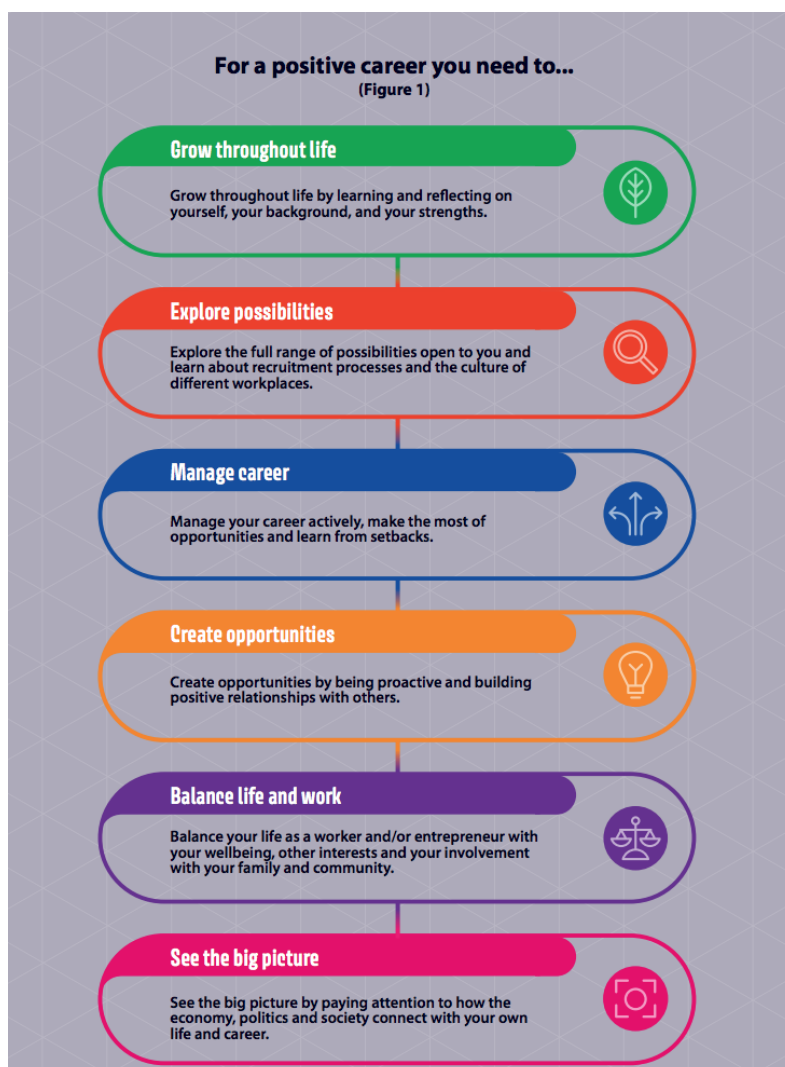 For a positive career you need to...
(Figure 1)
Grow throughout life
Grow throughout life by learning and reflecting on
yourself, your background, and your strengths.
Explore possibilities
Explore the full range of possibilities open to you and
learn about recruitment processes and the culture of
different workplaces.
Manage career
Manage your career actively, make the most of
opportunities and learn from setbacks.
Create opportunities
Create opportunities by being proactive and building
positive relationships with others.
Balance life and work
Balance your life as a worker and/or entrepreneur with
your wellbeing, other interests and your involvement
with your family and community.
See the big picture
See the big picture by paying attention to how the
economy, politics and society connect with your own
life and career.